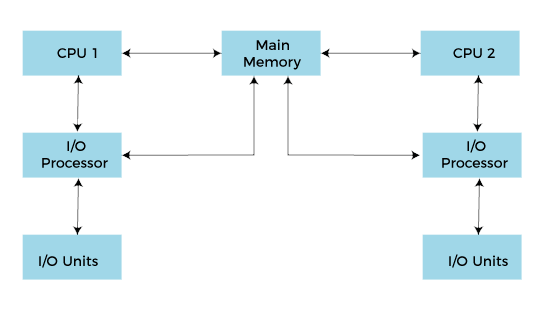 CPU 1
Main
Memory
CPU 2
I/O
Processor
I/O
Processor
I/O Units
I/O Units